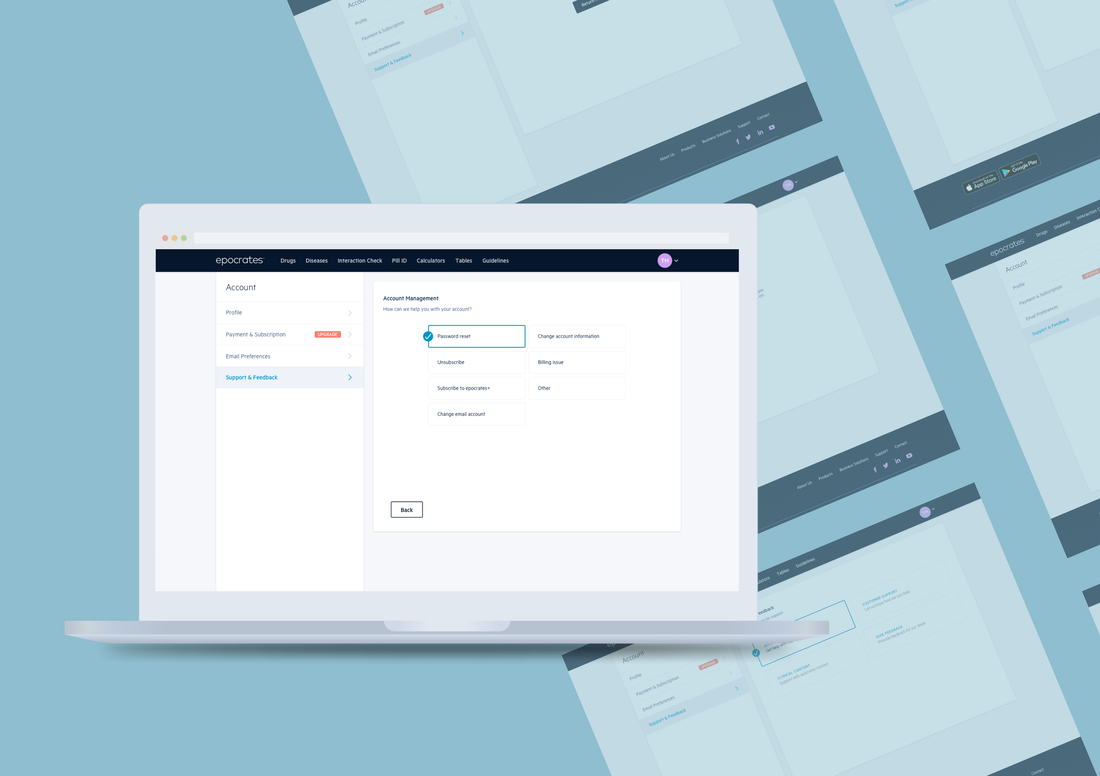 Account
Profile
UPGRADE
Payment & Subscription
Email Preferences
Support & Feedback
About Us Products Business Solutions Support Contact
App Store
Google Play
epocrates Drugs Diseases Interaction
Account
Profile
Payment & Subscription
Email Preferences
Support & Feedback
epocrates Drugs Diseases Interaction Check Pill ID Calculators Tables Guidelines TH
Account
Profile
Payment & Subscription UPGRADE
Email Preferences
Support & Feedback
Account Management
How can we help you with your account?
Password reset
Change account information
Unsubscribe
Billing issue
Subscribe to epocrates+
Other
Change email account
Back
About Us Products Business Solutions Support Contact
Tables Guidelines
CUSTOMER SUPPORT
GIVE FEEDBACK
CLINICAL CONTENT
Account
Profile
UPGRADE
Payment & Subscription
Email Preferences
Support & Feedback